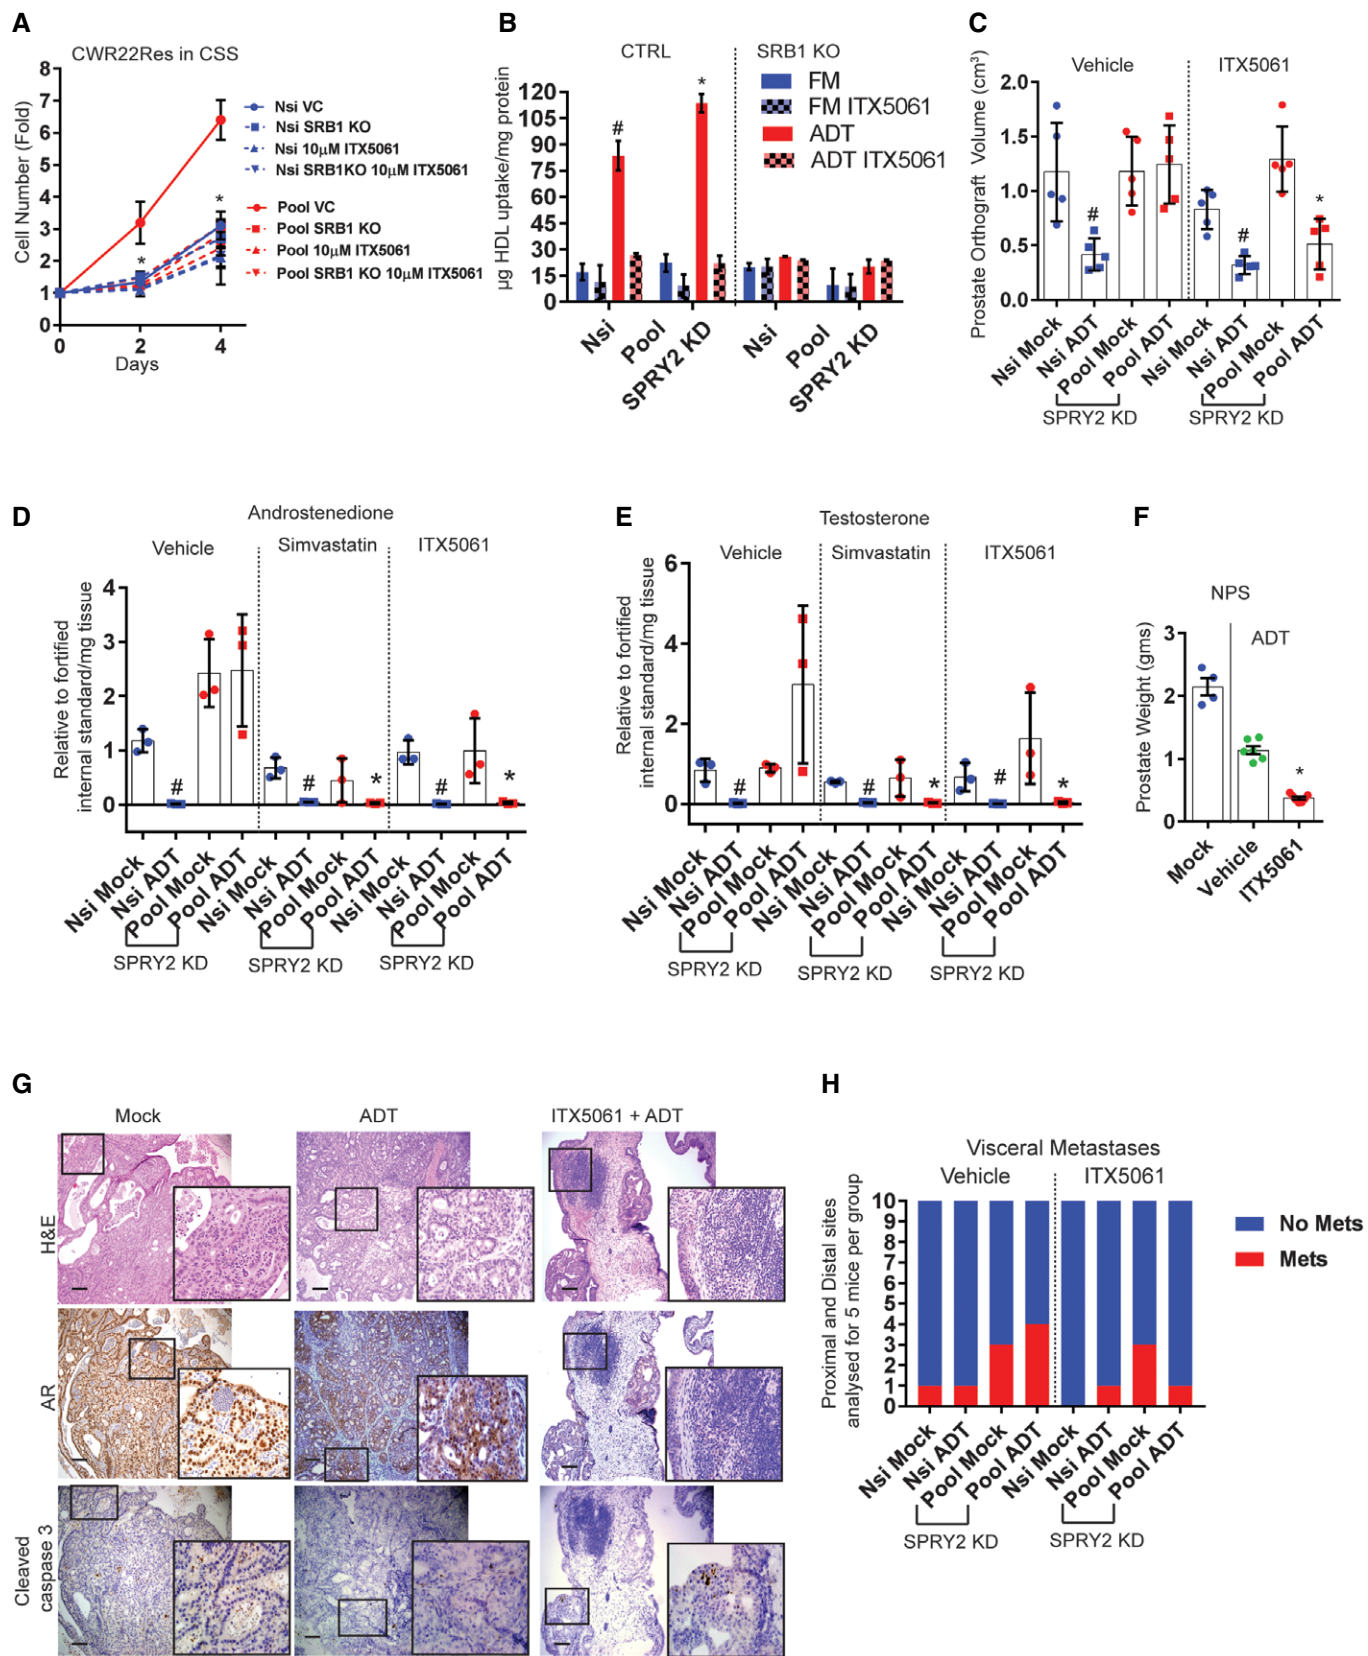 A
CWR22Res in CSS
Cell Number (Fold)
8
7
6
5
4
3
2
1
0
0
2
4
Days
*
*
Nsi VC
Nsi SRB1 KO
Nsi 10μM ITX5061
Nsi SRB1KO 10μM ITX5061
Pool VC
Pool SRB1 KO
Pool 10μM ITX5061
Pool SRB1 KO 10μM ITX5061
B
CTRL
SRB1 KO
μg HDL uptake/mg protein
120
105
90
75
60
45
30
15
0
#
*
FM
FM ITX5061
ADT
ADT ITX5061
Nsi
Pool
SPRY2 KD
Nsi
Pool
SPRY2 KD
C
Vehicle
ITX5061
Prostate Orthograft Volume (cm³)
2.0
1.5
1.0
0.5
0.0
#
#
*
Nsi Mock
Nsi ADT
Pool Mock
Pool ADT
Nsi Mock
Nsi ADT
Pool Mock
Pool ADT
SPRY2 KD
SPRY2 KD
D
Androstenedione
Vehicle
Simvastatin
ITX5061
Relative to fortified
internal standard/mg tissue
4
3
2
1
0
#
#
*
#
*
Nsi Mock
Nsi ADT
Pool Mock
Pool ADT
Nsi Mock
Nsi ADT
Pool Mock
Pool ADT
Nsi Mock
Nsi ADT
Pool Mock
Pool ADT
SPRY2 KD
SPRY2 KD
SPRY2 KD
E
Testosterone
Vehicle
Simvastatin
ITX5061
Relative to fortified
internal standard/mg tissue
6
4
2
0
#
#
*
#
*
Nsi Mock
Nsi ADT
Pool Mock
Pool ADT
Nsi Mock
Nsi ADT
Pool Mock
Pool ADT
Nsi Mock
Nsi ADT
Pool Mock
Pool ADT
SPRY2 KD
SPRY2 KD
SPRY2 KD
F
NPS
ADT
Prostate Weight (gms)
3
2
1
0
*
Mock
Vehicle
ITX5061
G
Mock
ADT
ITX5061 + ADT
H&E
AR
Cleaved
caspase 3
H
Visceral Metastases
Vehicle
ITX5061
Proximal and Distal sites
analysed for 5 mice per group
10
9
8
7
6
5
4
3
2
1
0
No Mets
Mets
Nsi Mock
Nsi ADT
Pool Mock
Pool ADT
Nsi Mock
Nsi ADT
Pool Mock
Pool ADT
SPRY2 KD
SPRY2 KD